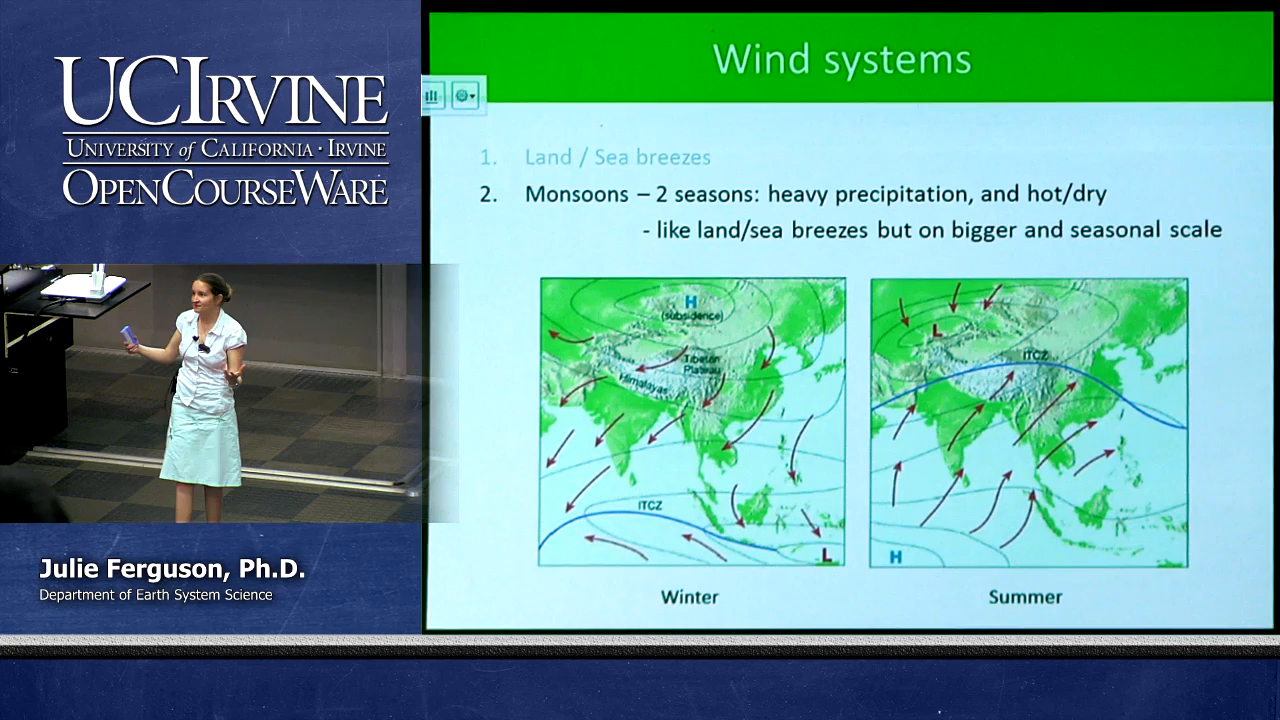 UCIRVINE
UNIVERSITY of CALIFORNIA · IRVINE
OPENCOURSEWARE
Julie Ferguson, Ph.D.
Department of Earth System Science
Wind systems
1. Land / Sea breezes
2. Monsoons – 2 seasons: heavy precipitation, and hot/dry
- like land/sea breezes but on bigger and seasonal scale
H
(subsidence)
Tibetan
Plateau
Himalayas
ITCZ
L
Winter
L
ITCZ
H
Summer